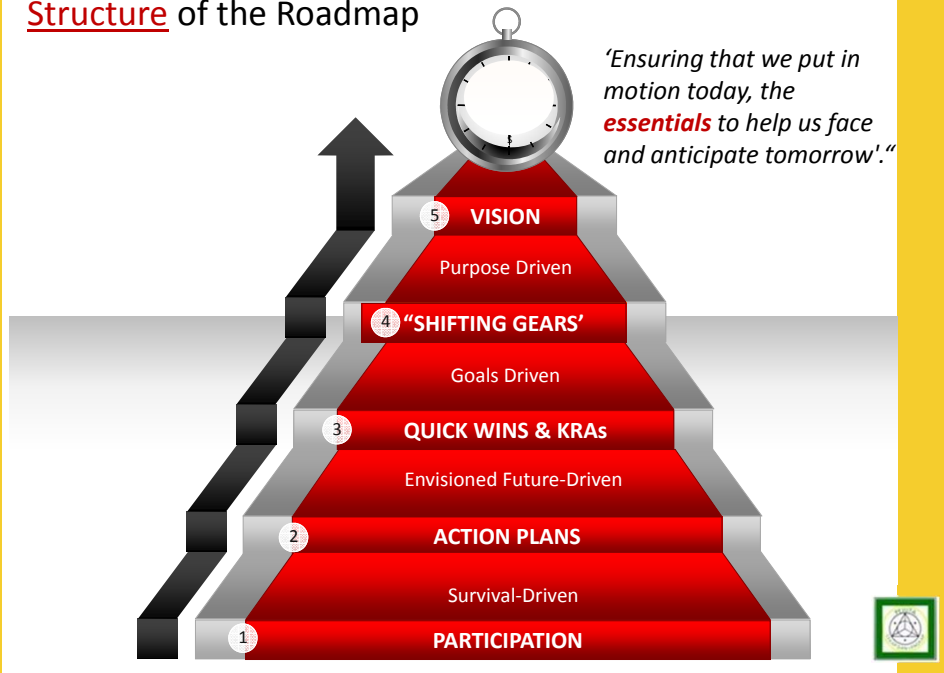 Structure of the Roadmap
‘Ensuring that we put in
motion today, the
essentials to help us face
and anticipate tomorrow'.“
5 VISION
Purpose Driven
4 “SHIFTING GEARS’
Goals Driven
3 QUICK WINS & KRAs
Envisioned Future-Driven
2 ACTION PLANS
Survival-Driven
1 PARTICIPATION